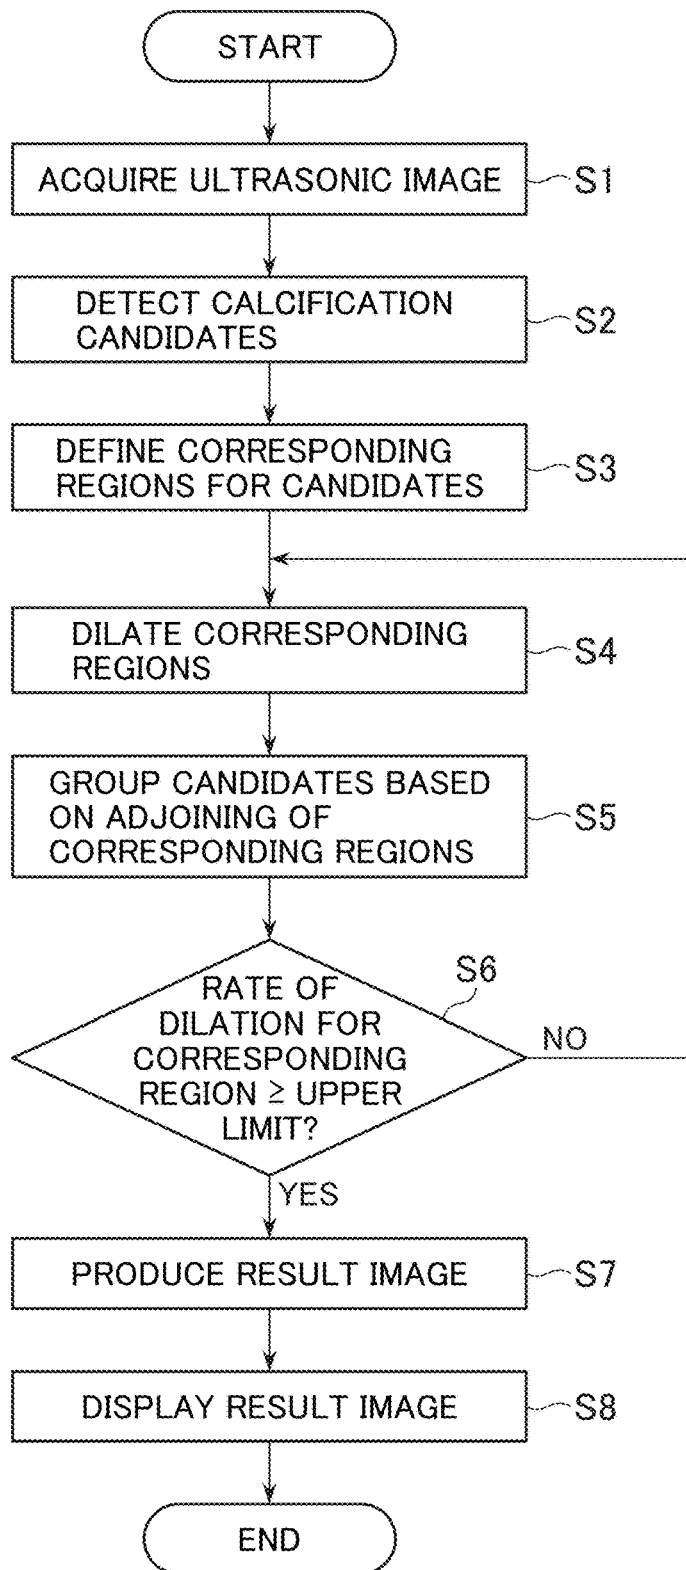 START
ACQUIRE ULTRASONIC IMAGE
S1
DETECT CALCIFICATION
CANDIDATES
S2
DEFINE CORRESPONDING
REGIONS FOR CANDIDATES
S3
DILATE CORRESPONDING
REGIONS
S4
GROUP CANDIDATES BASED
ON ADJOINING OF
CORRESPONDING REGIONS
S5
S6
RATE OF
DILATION FOR
CORRESPONDING
REGION ≧ UPPER
LIMIT?
NO
YES
PRODUCE RESULT IMAGE
S7
DISPLAY RESULT IMAGE
S8
END